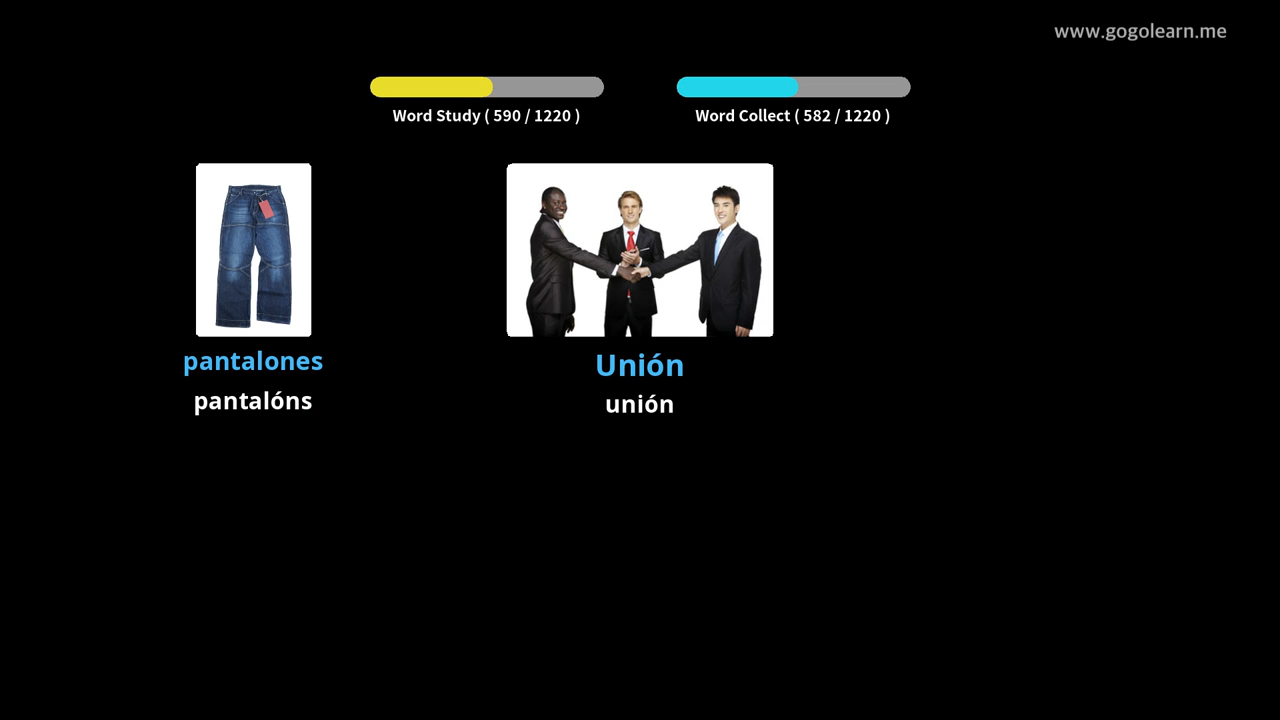 www.gogolearn.me
Word Study ( 590 / 1220 )
Word Collect ( 582 / 1220 )
pantalones
pantalóns
Unión
unión